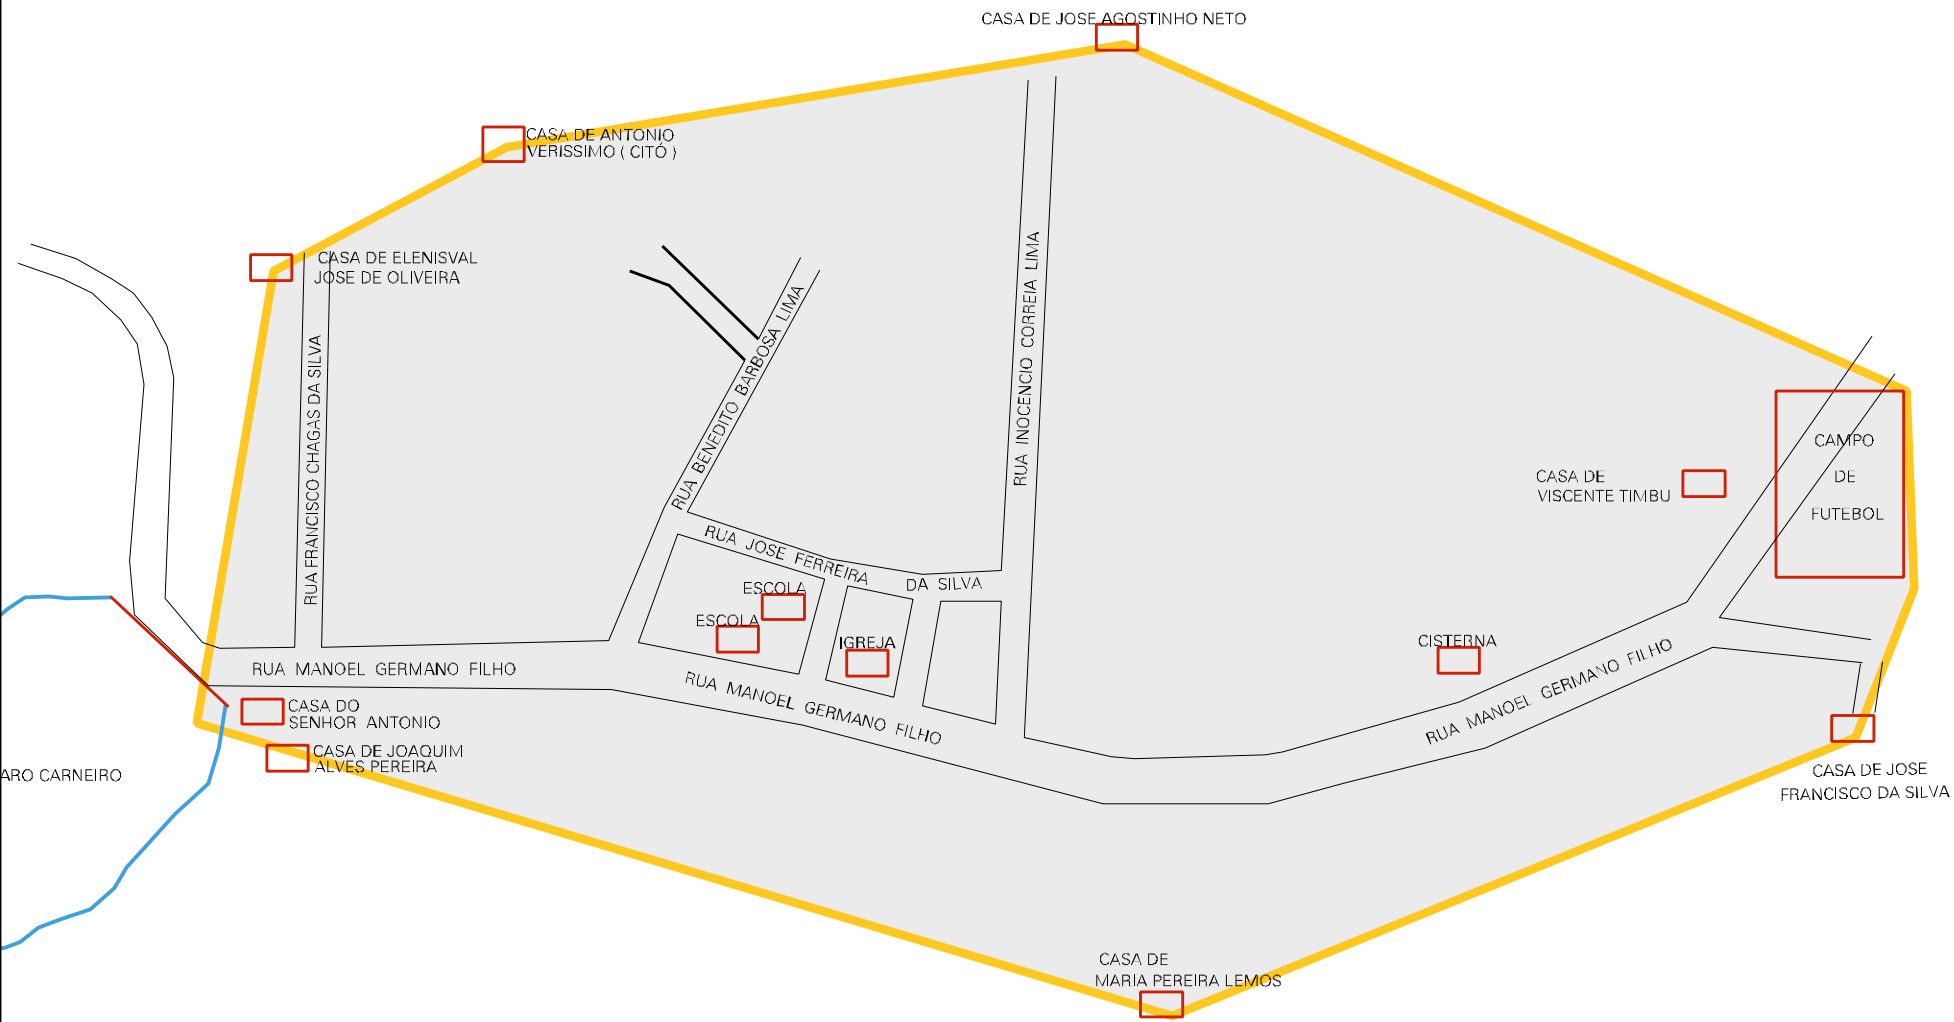 CASA DE JOSE AGOSTINHO NETO
CASA DE ANTONIO
VERISSIMO ( CITÓ )
CASA DE ELENISVAL
JOSE DE OLIVEIRA
RUA FRANCISCO CHAGAS DA SILVA
RUA BENEDITO BARBOSA LIMA
RUA INOCENCIO CORREIA LIMA
CAMPO
DE
FUTEBOL
CASA DE
VISCENTE TIMBU
RUA JOSE FERREIRA DA SILVA
ESCOLA
ESCOLA
IGREJA
CISTERNA
RUA MANOEL GERMANO FILHO
RUA MANOEL GERMANO FILHO
RUA MANOEL GERMANO FILHO
CASA DO
SENHOR ANTONIO
CASA DE JOAQUIM
ALVES PEREIRA
ARO CARNEIRO
CASA DE JOSE
FRANCISCO DA SILVA
CASA DE
MARIA PEREIRA LEMOS